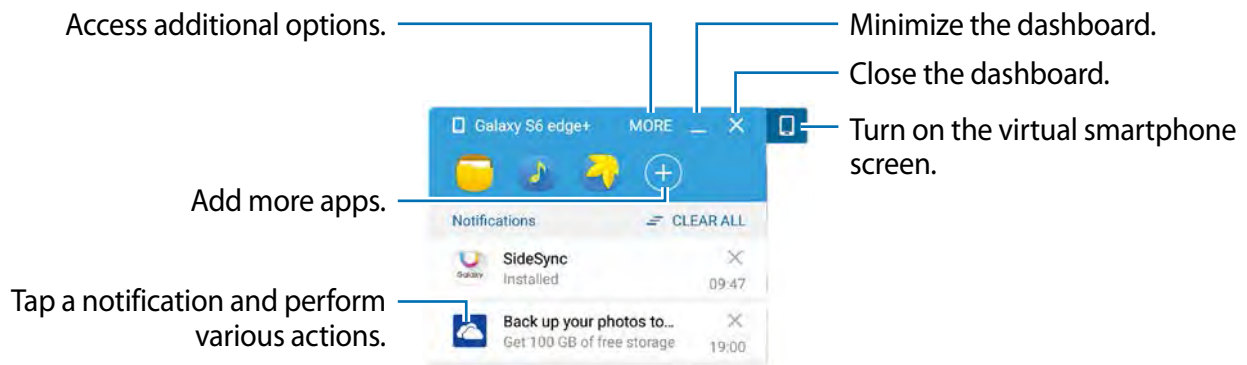 Access additional options.
Minimize the dashboard.
Close the dashboard.
Galaxy S6 edge+ MORE
Turn on the virtual smartphone
screen.
Add more apps.
Notifications CLEAR ALL
SideSync
Galaxy
Installed 09:47
Tap a notification and perform
various actions.
Back up your photos to...
Get 100 GB of free storage 19:00